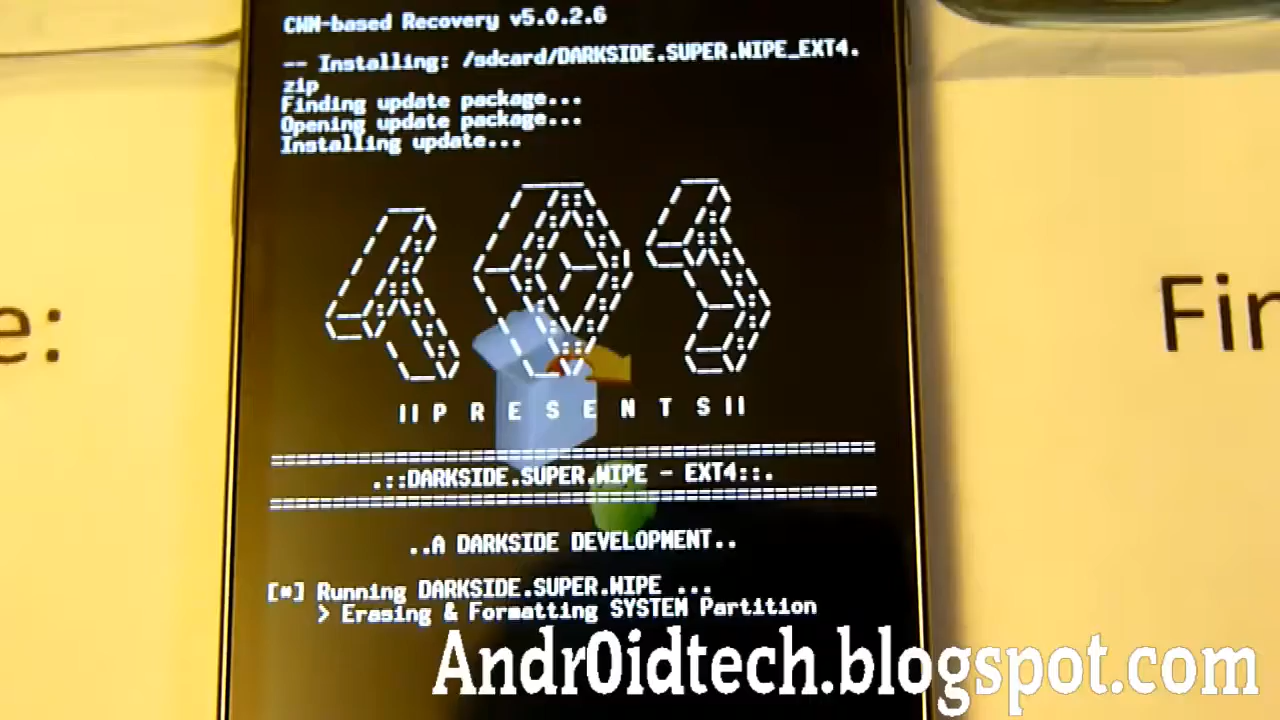 CWM-based Recovery v5.0.2.6
-- Installing: /sdcard/DARKSIDE.SUPER.WIPE_EXT4.
zip
Finding update package...
Opening update package...
Installing update...
||P R E S E N T S||
.::DARKSIDE.SUPER.WIPE - EXT4::.
..A DARKSIDE DEVELOPMENT..
[*] Running DARKSIDE.SUPER.WIPE ...
> Erasing & Formatting SYSTEM Partition
e:
Fir
Andr0idtech.blogspot.com